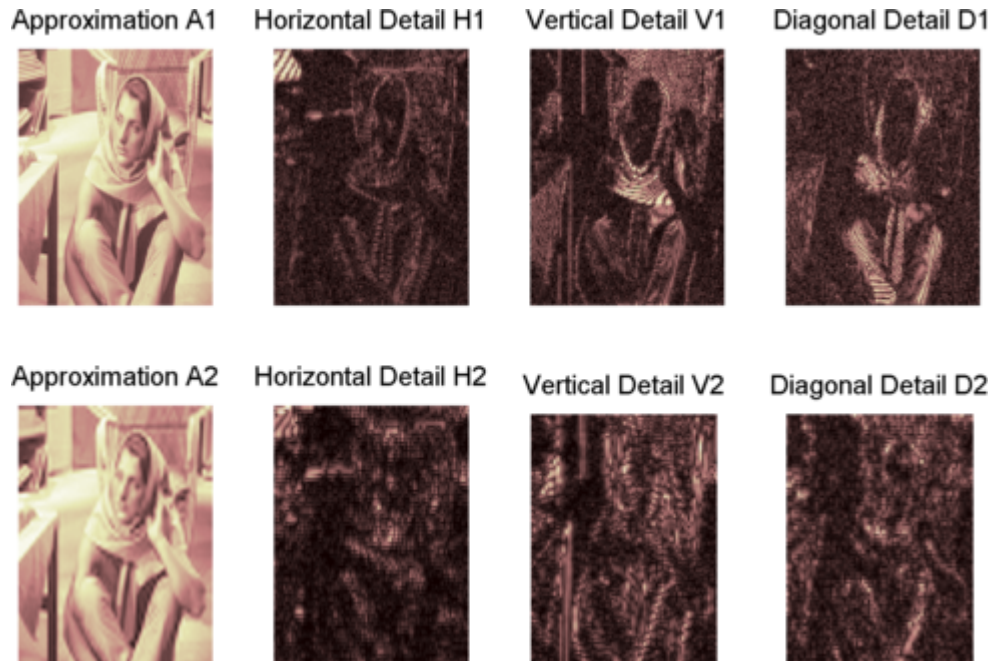 Approximation A1
Horizontal Detail H1
Vertical Detail V1
Diagonal Detail D1
Approximation A2
Horizontal Detail H2
Vertical Detail V2
Diagonal Detail D2